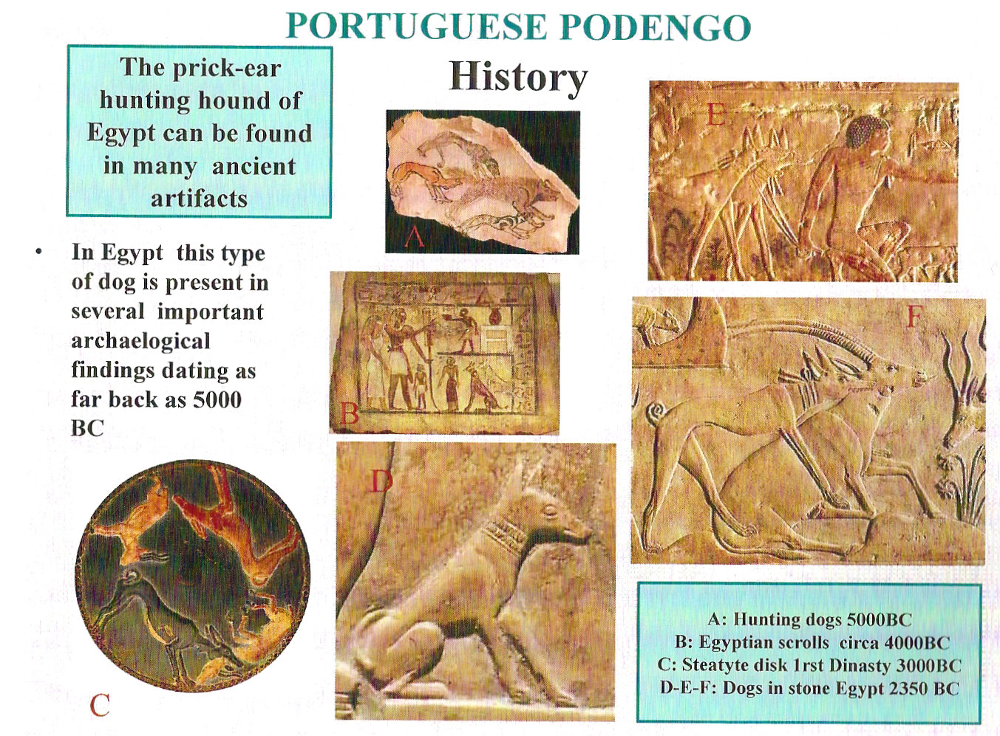 PORTUGUESE PODENGO
History
The prick-ear
hunting hound of
Egypt can be found
in many ancient
artifacts
• In Egypt this type
of dog is present in
several important
archaelogical
findings dating as
far back as 5000
BC
A
B
C
D
E
F
A: Hunting dogs 5000BC
B: Egyptian scrolls circa 4000BC
C: Steatyte disk 1rst Dinasty 3000BC
D-E-F: Dogs in stone Egypt 2350 BC